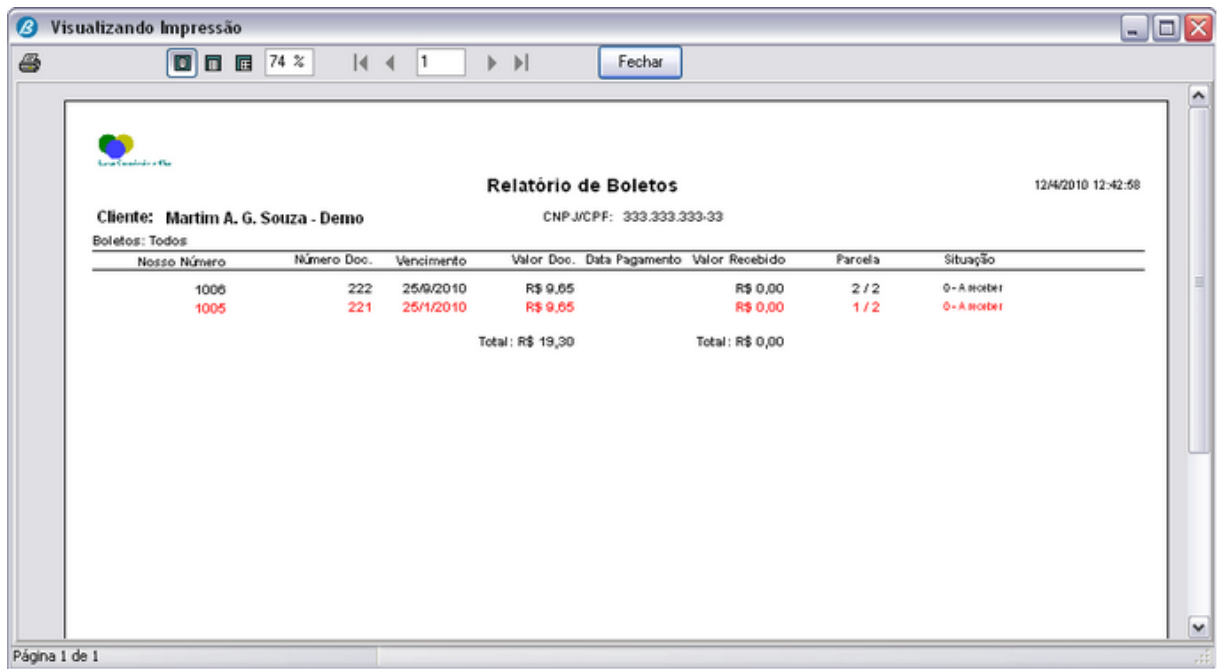 Visualizando Impressão
74 % 1 Fechar
Relatório de Boletos 12/4/2010 12:42:58
Cliente: Martim A. G. Souza - Demo CNPJ/CPF: 333.333.333-33
Boletos: Todos
Nosso Número Número Doc. Vencimento Valor Doc. Data Pagamento Valor Recebido Parcela Situação
1006 222 25/9/2010 R$ 9,65 R$ 0,00 2 / 2 0 - A receber
1005 221 25/1/2010 R$ 9,65 R$ 0,00 1 / 2 0 - A receber
Total: R$ 19,30 Total: R$ 0,00
Página 1 de 1